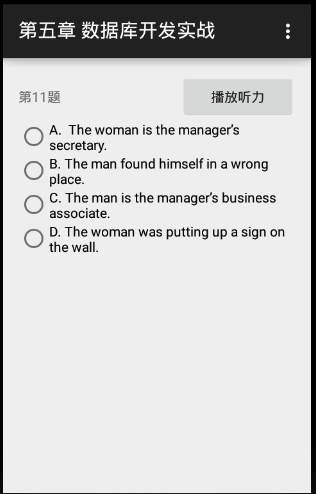 第五章 数据库开发实战
第11题
播放听力
A.  The woman is the manager's
secretary.
B. The man found himself in a wrong
place.
C. The man is the manager's business
associate.
D. The woman was putting up a sign on
the wall.